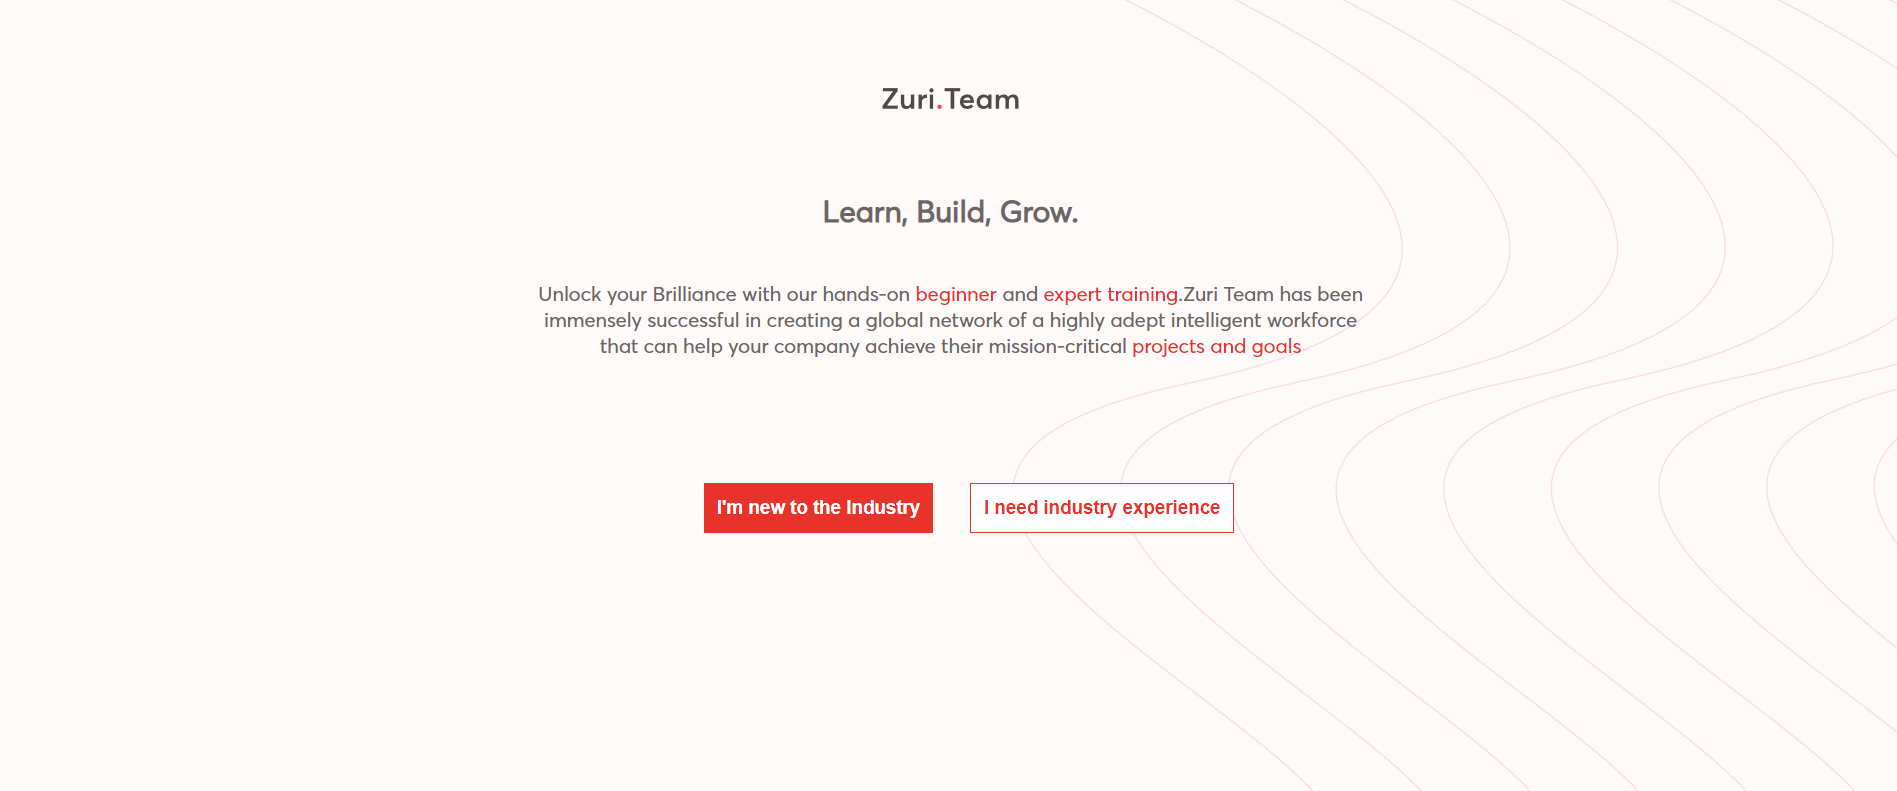 Zuri.Team
Learn, Build, Grow.
Unlock your Brilliance with our hands-on beginner and expert training.Zuri Team has been
immensely successful in creating a global network of a highly adept intelligent workforce
that can help your company achieve their mission-critical projects and goals
I'm new to the Industry
I need industry experience